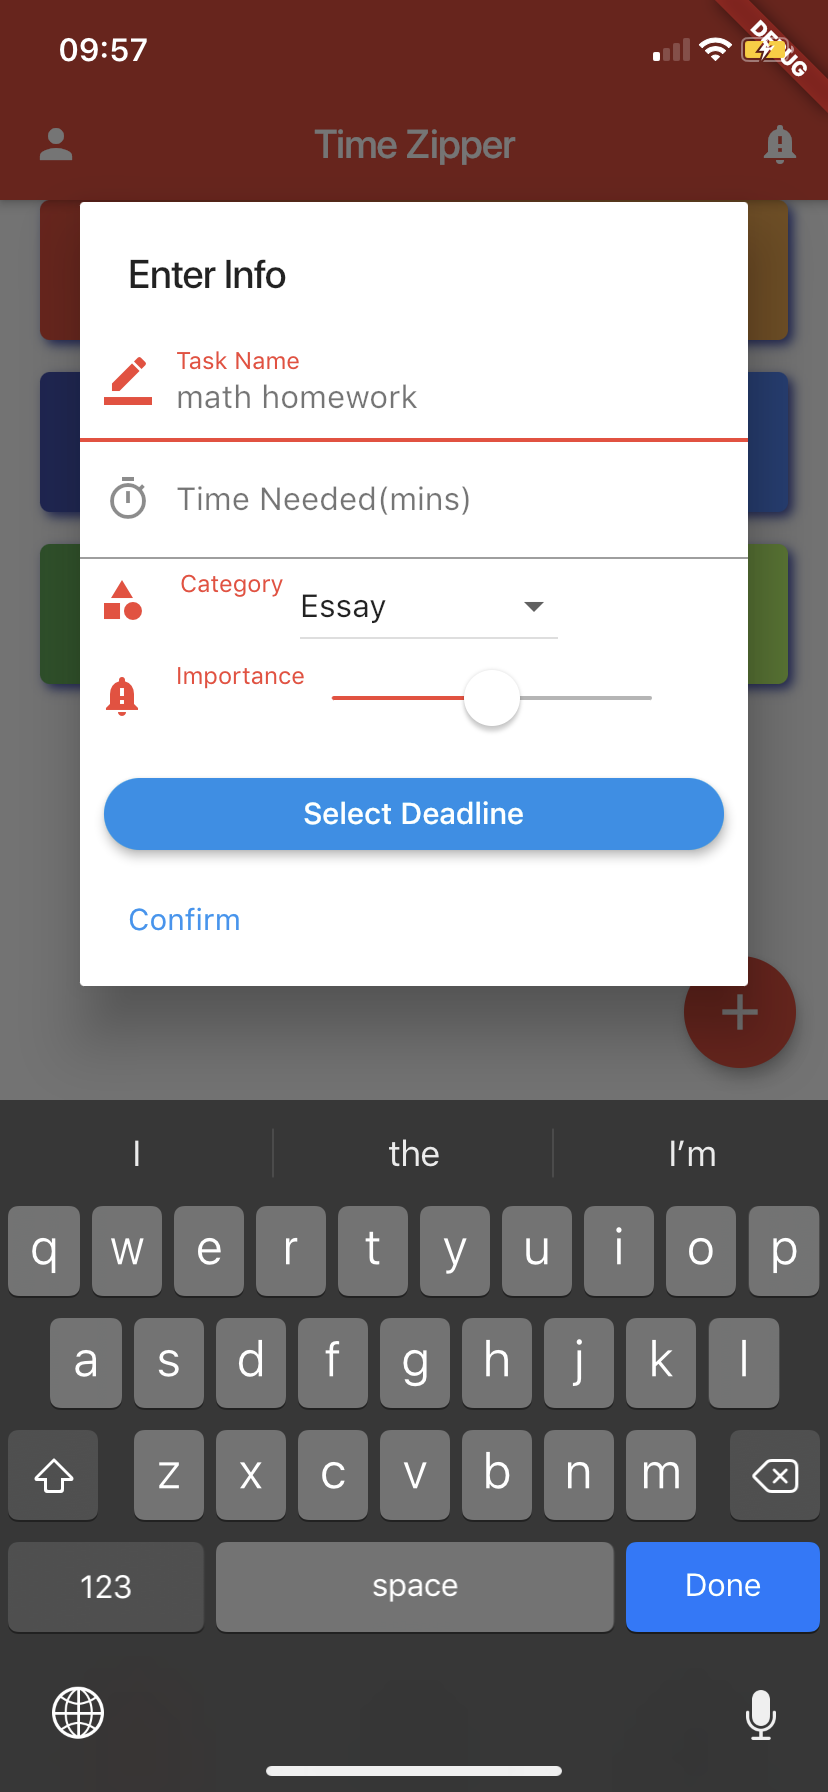 09:57
DEBUG
Time Zipper
Enter Info
Task Name
math homework
Time Needed(mins)
Category
Essay
Importance
Select Deadline
Confirm
I the I'm
q w e r t y u i o p
a s d f g h j k l
z x c v b n m
123 space Done